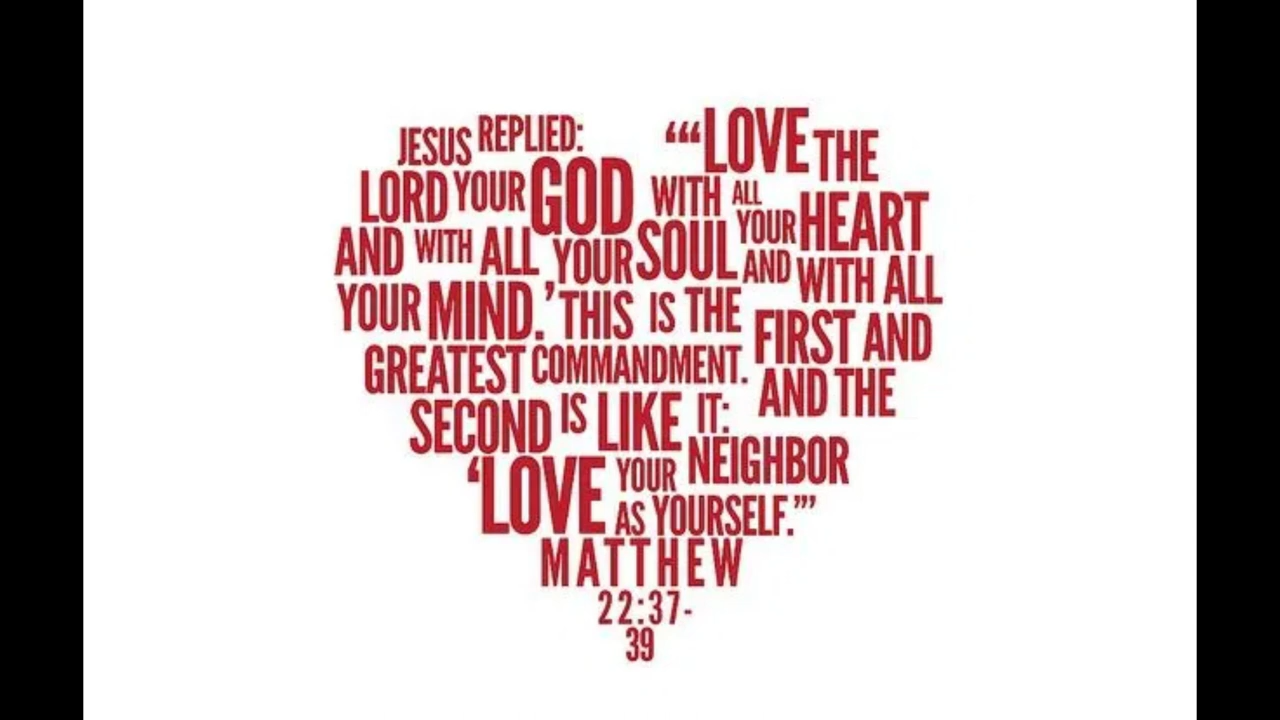 JESUS REPLIED: “‘LOVE THE
LORD YOUR GOD WITH ALL YOUR HEART
AND WITH ALL YOUR SOUL AND WITH ALL
YOUR MIND.’ THIS IS THE FIRST AND
GREATEST COMMANDMENT. AND THE
SECOND IS LIKE IT:
‘LOVE YOUR NEIGHBOR
AS YOURSELF.’”
MATTHEW
22:37-
39